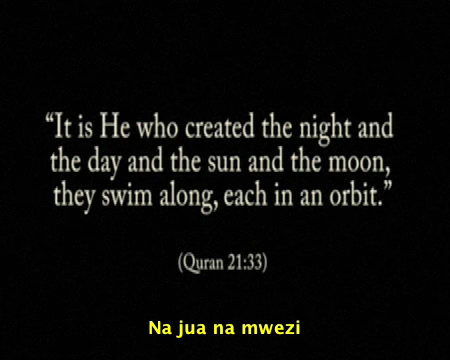 “It is He who created the night and
the day and the sun and the moon,
they swim along, each in an orbit.”
(Quran 21:33)
Na jua na mwezi